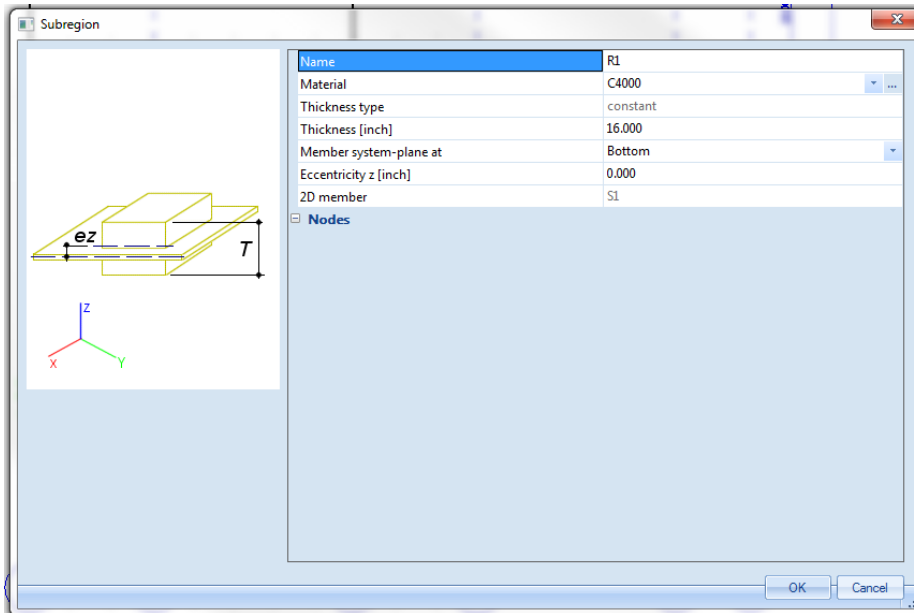 Subregion
Name R1
Material C4000 ...
Thickness type constant
Thickness [inch] 16.000
Member system-plane at Bottom
Eccentricity z [inch] 0.000
2D member S1
Nodes
ez
T
Z
X
Y
OK Cancel